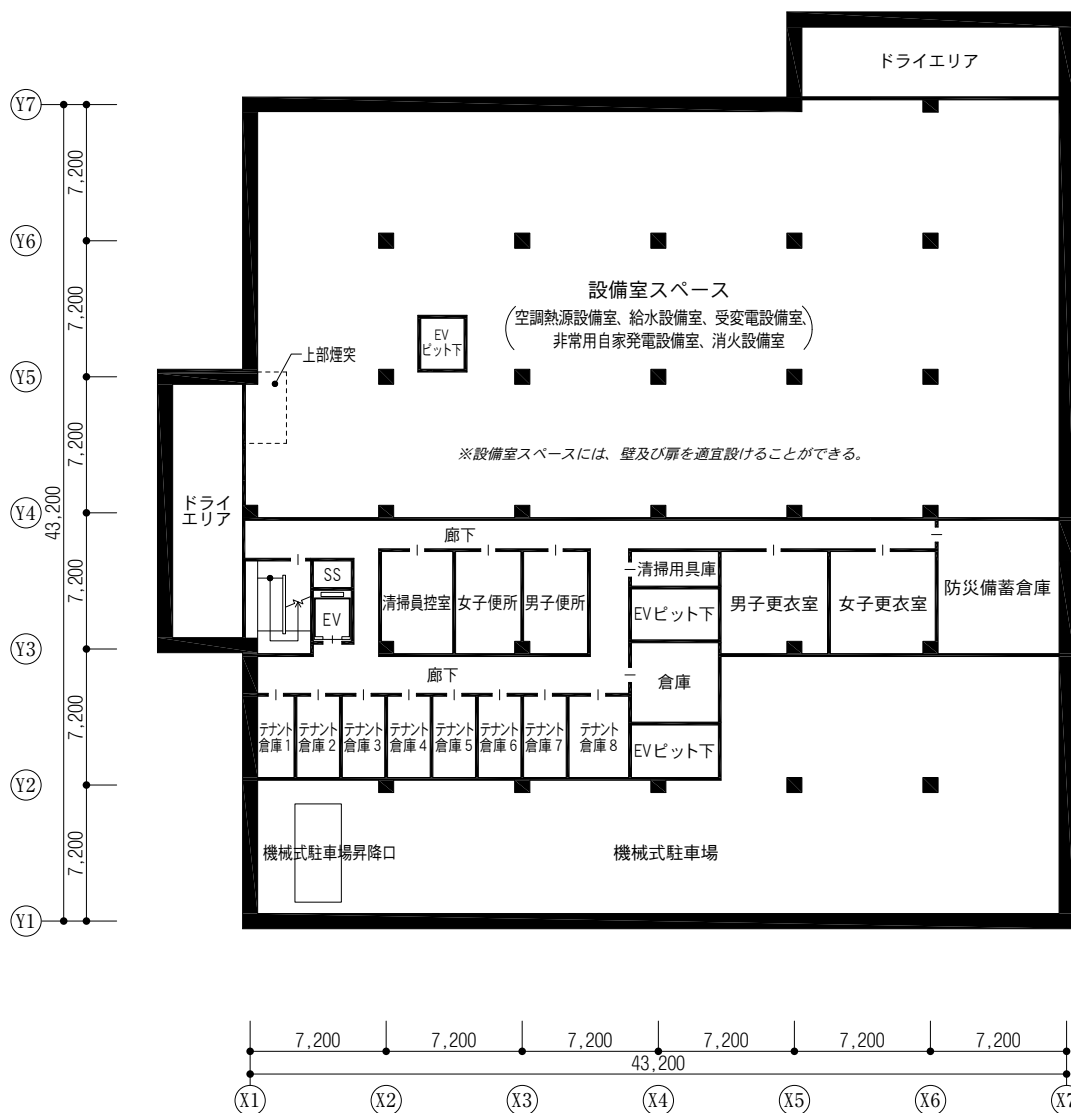 ドライエリア
Y7
7,200
Y6
7,200
設備室スペース
(空調熱源設備室、給水設備室、受変電設備室、
非常用自家発電設備室、消火設備室)
EV
ピット下
上部煙突
Y5
7,200
※設備室スペースには、壁及び扉を適宜設けることができる。
ドライ
エリア
Y4
43,200
廊下
7,200
SS
EV
清掃員控室
女子便所
男子便所
清掃用具庫
EVピット下
男子更衣室
女子更衣室
防災備蓄倉庫
Y3
廊下
倉庫
7,200
テナント
倉庫1
テナント
倉庫2
テナント
倉庫3
テナント
倉庫4
テナント
倉庫5
テナント
倉庫6
テナント
倉庫7
テナント
倉庫8
EVピット下
Y2
7,200
機械式駐車場昇降口
機械式駐車場
Y1
7,200
7,200
7,200
7,200
7,200
7,200
43,200
X1
X2
X3
X4
X5
X6
X7